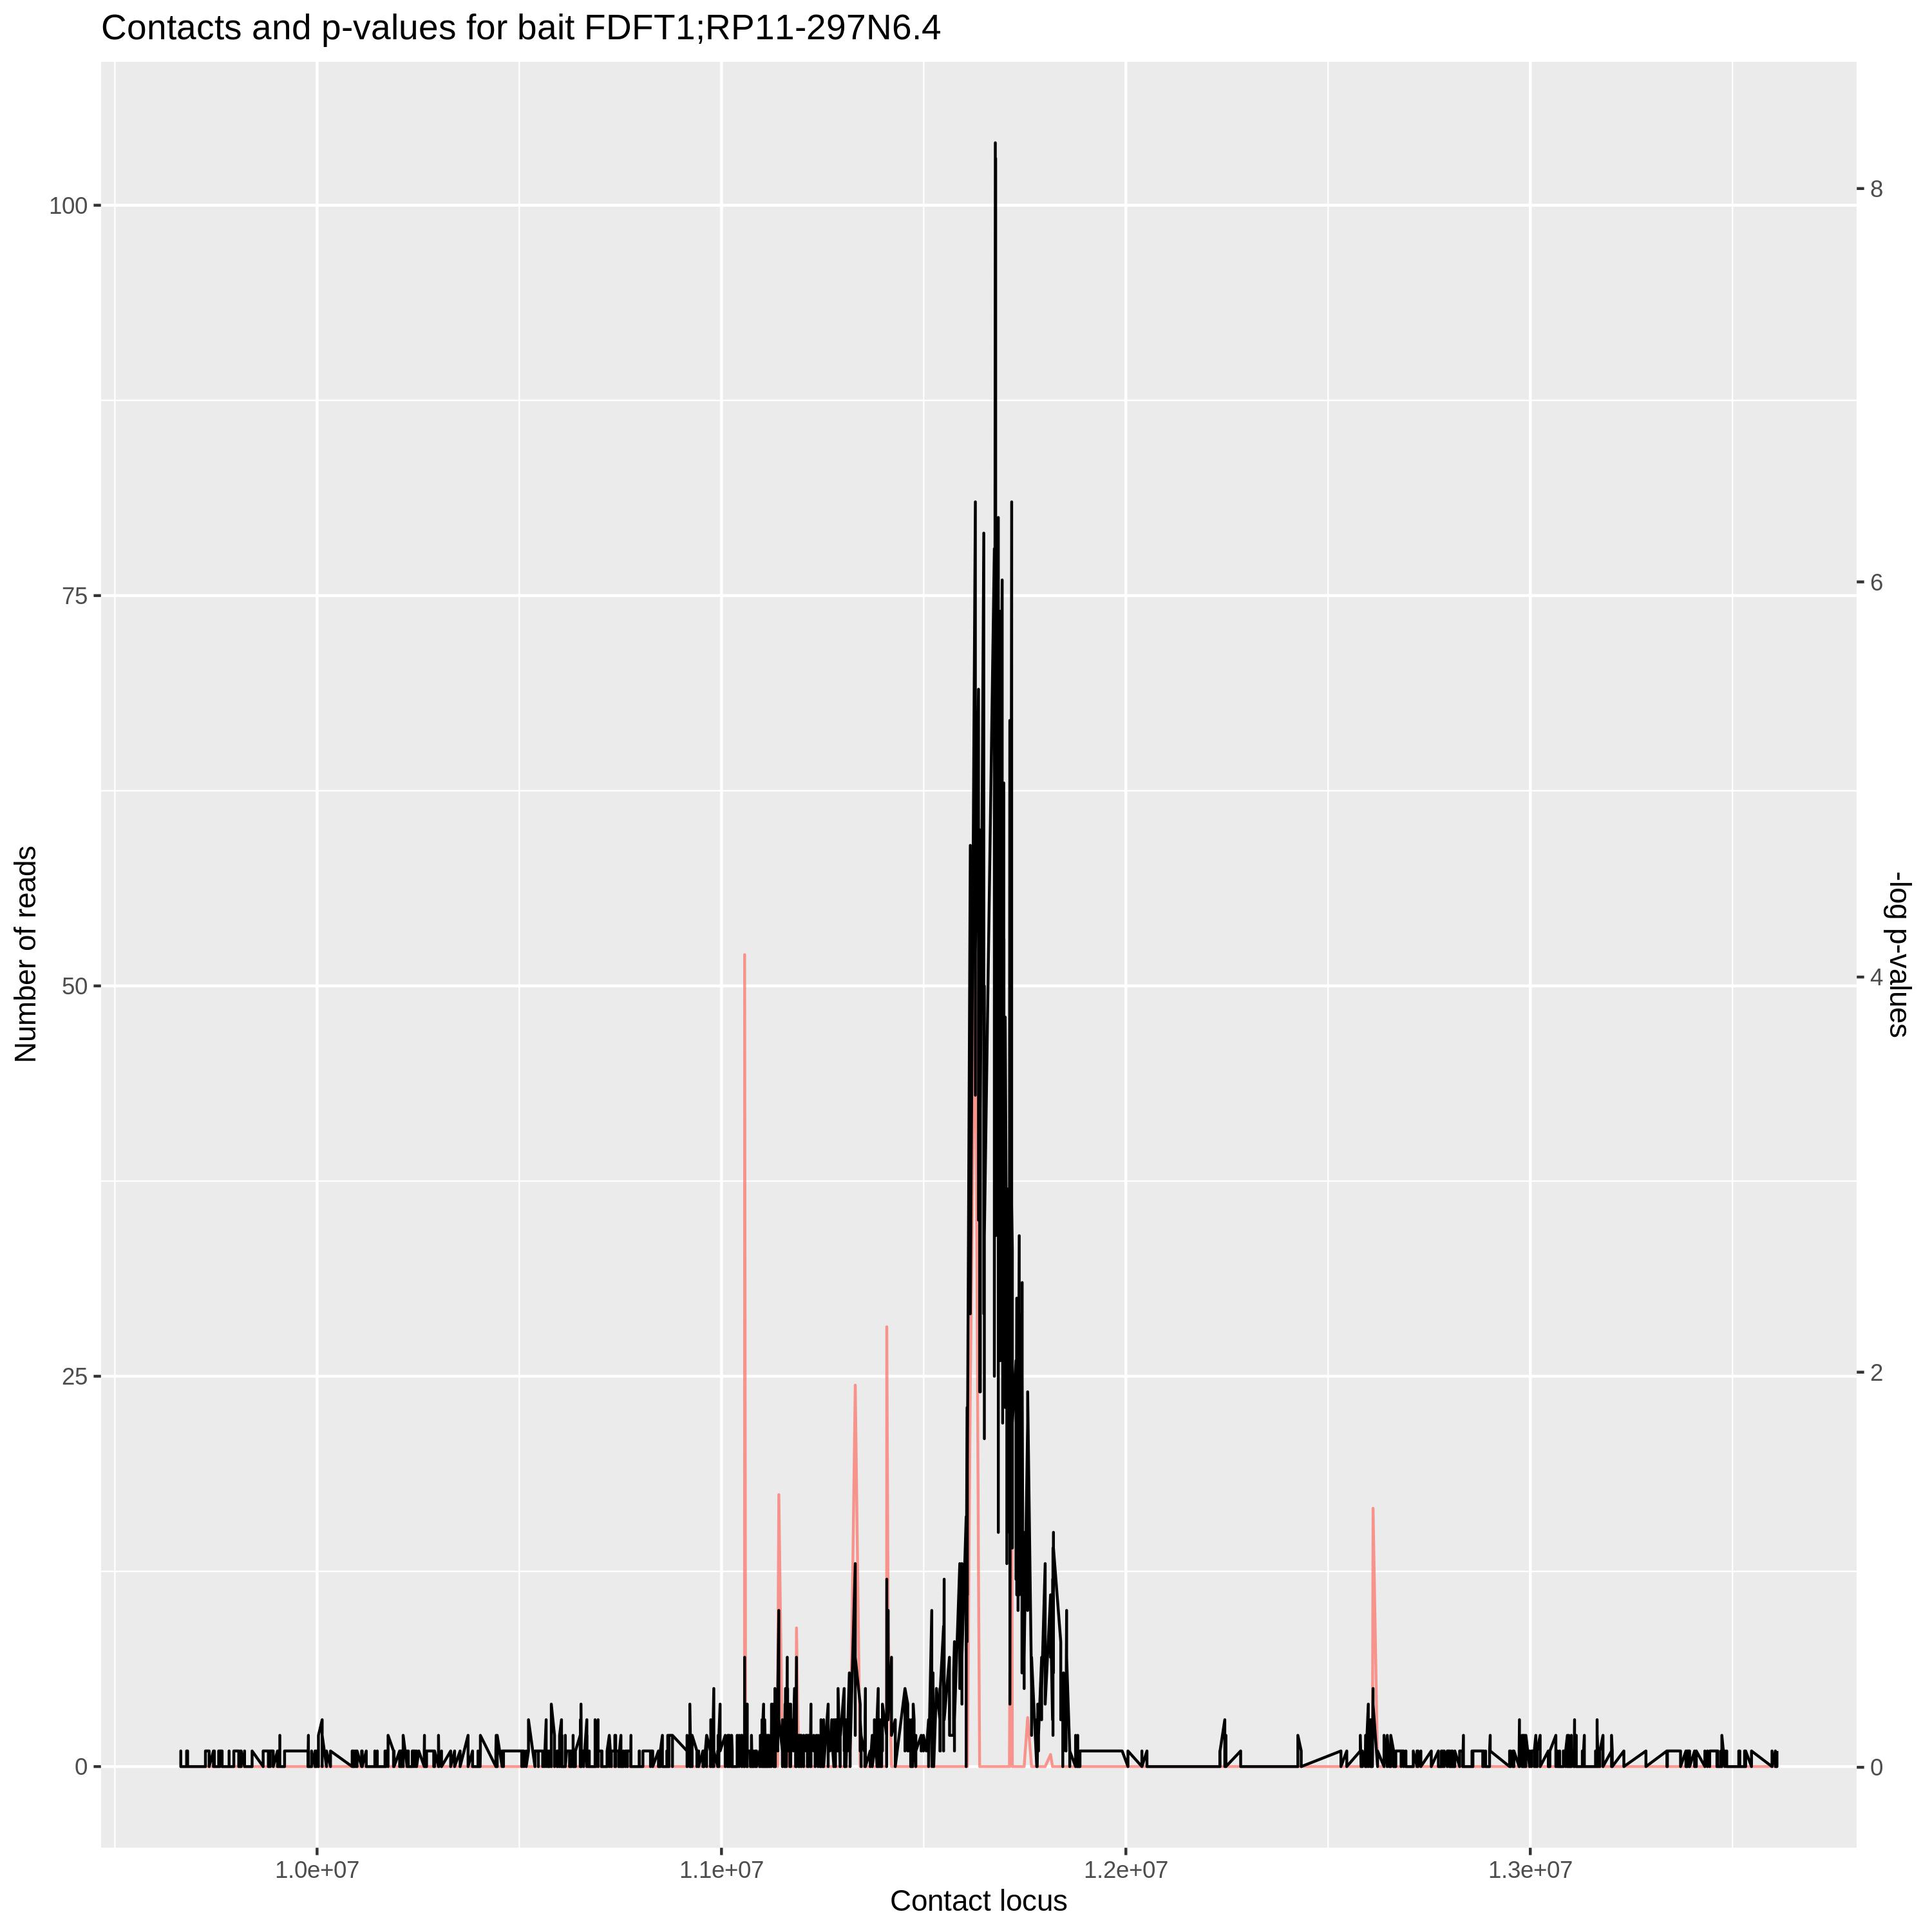 Contacts and p-values for bait FDFT1;RP11-297N6.4
100
75
50
25
0
Number of reads
8
6
4
2
0
-log p-values
1.0e+07
1.1e+07
1.2e+07
1.3e+07
Contact locus